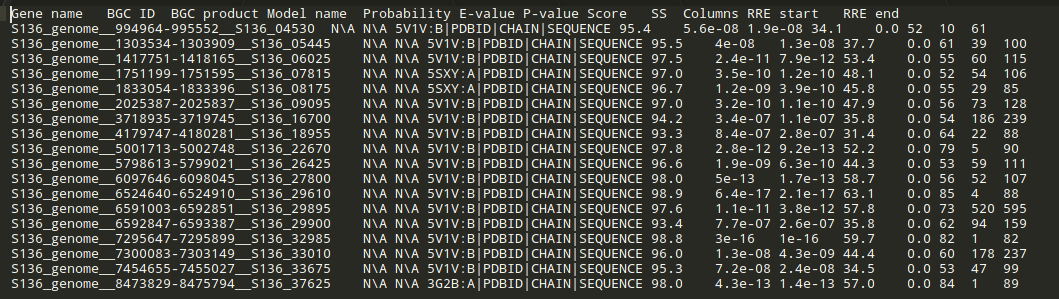 Gene name BGC ID BGC product Model name Probability E-value P-value Score SS Columns RRE start RRE end
S136_genome__994964-995552__S136_04530 N\A N\A 5V1V:B|PDBID|CHAIN|SEQUENCE 95.4 5.6e-08 1.9e-08 34.1 0.0 52 10 61
S136_genome__1303534-1303909__S136_05445 N\A N\A 5V1V:B|PDBID|CHAIN|SEQUENCE 95.5 4e-08 1.3e-08 37.7 0.0 61 39 100
S136_genome__1417751-1418165__S136_06025 N\A N\A 5V1V:B|PDBID|CHAIN|SEQUENCE 97.5 2.4e-11 7.9e-12 53.4 0.0 55 60 115
S136_genome__1751199-1751595__S136_07815 N\A N\A 5SXY:A|PDBID|CHAIN|SEQUENCE 97.0 3.5e-10 1.2e-10 48.1 0.0 52 54 106
S136_genome__1833054-1833396__S136_08175 N\A N\A 5SXY:A|PDBID|CHAIN|SEQUENCE 96.7 1.2e-09 3.9e-10 45.8 0.0 55 29 85
S136_genome__2025387-2025837__S136_09095 N\A N\A 5V1V:B|PDBID|CHAIN|SEQUENCE 97.0 3.2e-10 1.1e-10 47.9 0.0 56 73 128
S136_genome__3718935-3719745__S136_16700 N\A N\A 5V1V:B|PDBID|CHAIN|SEQUENCE 94.2 3.4e-07 1.1e-07 35.8 0.0 54 186 239
S136_genome__4179747-4180281__S136_18955 N\A N\A 5V1V:B|PDBID|CHAIN|SEQUENCE 93.3 8.4e-07 2.8e-07 31.4 0.0 64 22 88
S136_genome__5001713-5002748__S136_22670 N\A N\A 5V1V:B|PDBID|CHAIN|SEQUENCE 97.8 2.8e-12 9.2e-13 52.2 0.0 79 5 90
S136_genome__5798613-5799021__S136_26425 N\A N\A 5V1V:B|PDBID|CHAIN|SEQUENCE 96.6 1.9e-09 6.3e-10 44.3 0.0 53 59 111
S136_genome__6097646-6098045__S136_27800 N\A N\A 5V1V:B|PDBID|CHAIN|SEQUENCE 98.0 5e-13 1.7e-13 58.7 0.0 56 52 107
S136_genome__6524640-6524910__S136_29610 N\A N\A 5V1V:B|PDBID|CHAIN|SEQUENCE 98.9 6.4e-17 2.1e-17 63.1 0.0 85 4 88
S136_genome__6591003-6592851__S136_29895 N\A N\A 5V1V:B|PDBID|CHAIN|SEQUENCE 97.6 1.1e-11 3.8e-12 57.8 0.0 73 520 595
S136_genome__6592847-6593387__S136_29900 N\A N\A 5V1V:B|PDBID|CHAIN|SEQUENCE 93.4 7.7e-07 2.6e-07 35.8 0.0 62 94 159
S136_genome__7295647-7295899__S136_32985 N\A N\A 5V1V:B|PDBID|CHAIN|SEQUENCE 98.8 3e-16 1e-16 59.7 0.0 82 1 82
S136_genome__7300083-7303149__S136_33010 N\A N\A 5V1V:B|PDBID|CHAIN|SEQUENCE 96.0 1.3e-08 4.3e-09 44.4 0.0 60 178 237
S136_genome__7454655-7455027__S136_33675 N\A N\A 5V1V:B|PDBID|CHAIN|SEQUENCE 95.3 7.2e-08 2.4e-08 34.5 0.0 53 47 99
S136_genome__8473829-8475794__S136_37625 N\A N\A 3G2B:A|PDBID|CHAIN|SEQUENCE 98.0 4.3e-13 1.4e-13 57.0 0.0 84 1 89